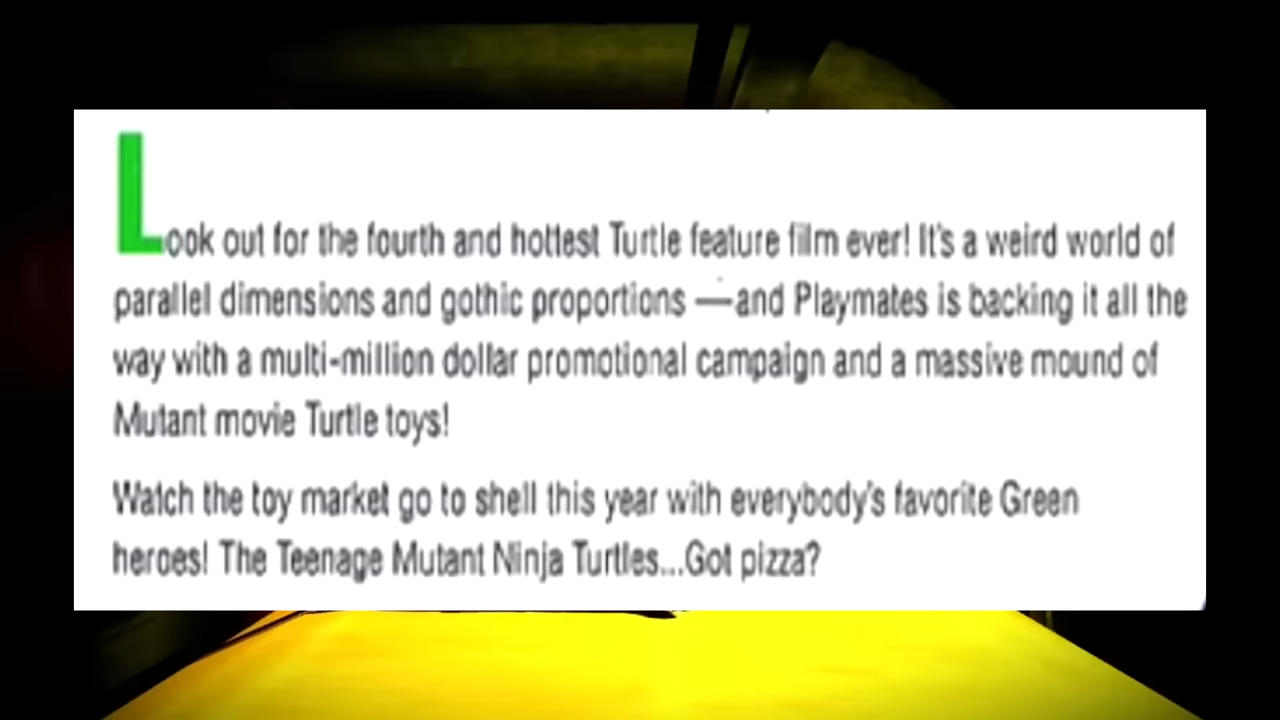 Look out for the fourth and hottest Turtle feature film ever! It's a weird world of
parallel dimensions and gothic proportions —and Playmates is backing it all the
way with a multi-million dollar promotional campaign and a massive mound of
Mutant movie Turtle toys!
Watch the toy market go to shell this year with everybody's favorite Green
heroes! The Teenage Mutant Ninja Turtles...Got pizza?